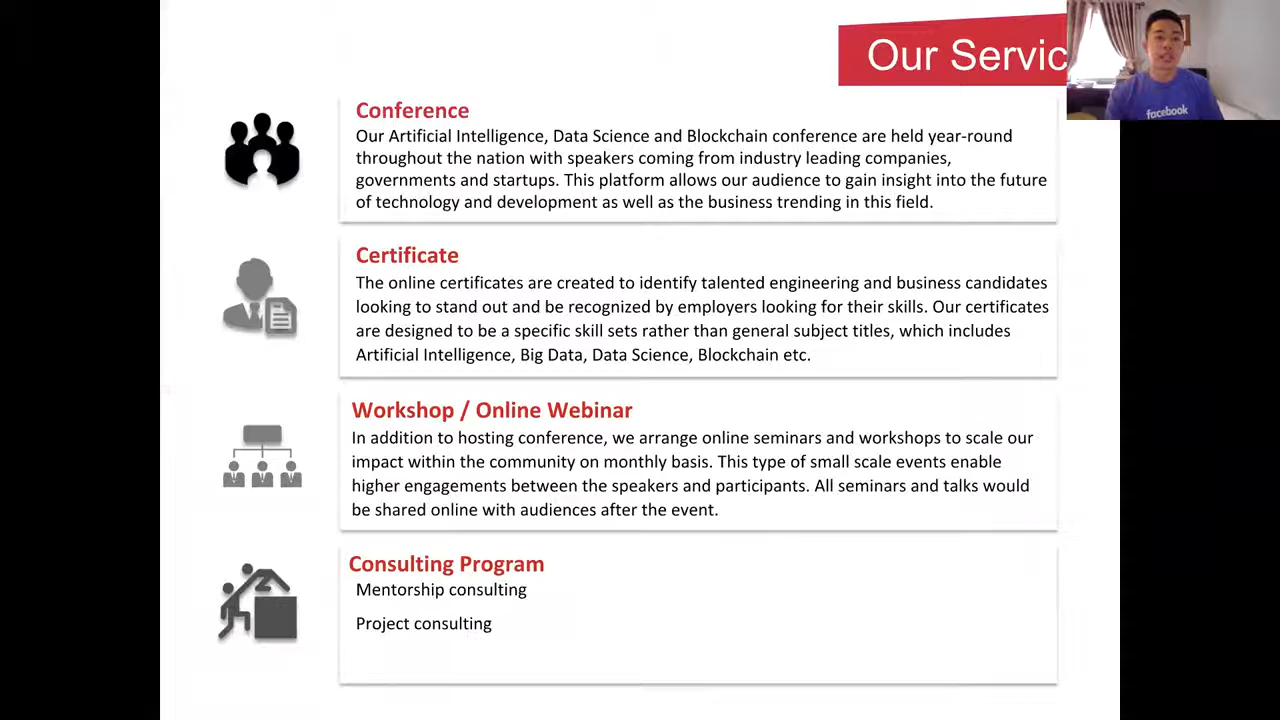 Our Servic
facebook
Conference
Our Artificial Intelligence, Data Science and Blockchain conference are held year-round
throughout the nation with speakers coming from industry leading companies,
governments and startups. This platform allows our audience to gain insight into the future
of technology and development as well as the business trending in this field.
Certificate
The online certificates are created to identify talented engineering and business candidates
looking to stand out and be recognized by employers looking for their skills. Our certificates
are designed to be a specific skill sets rather than general subject titles, which includes
Artificial Intelligence, Big Data, Data Science, Blockchain etc.
Workshop / Online Webinar
In addition to hosting conference, we arrange online seminars and workshops to scale our
impact within the community on monthly basis. This type of small scale events enable
higher engagements between the speakers and participants. All seminars and talks would
be shared online with audiences after the event.
Consulting Program
Mentorship consulting
Project consulting